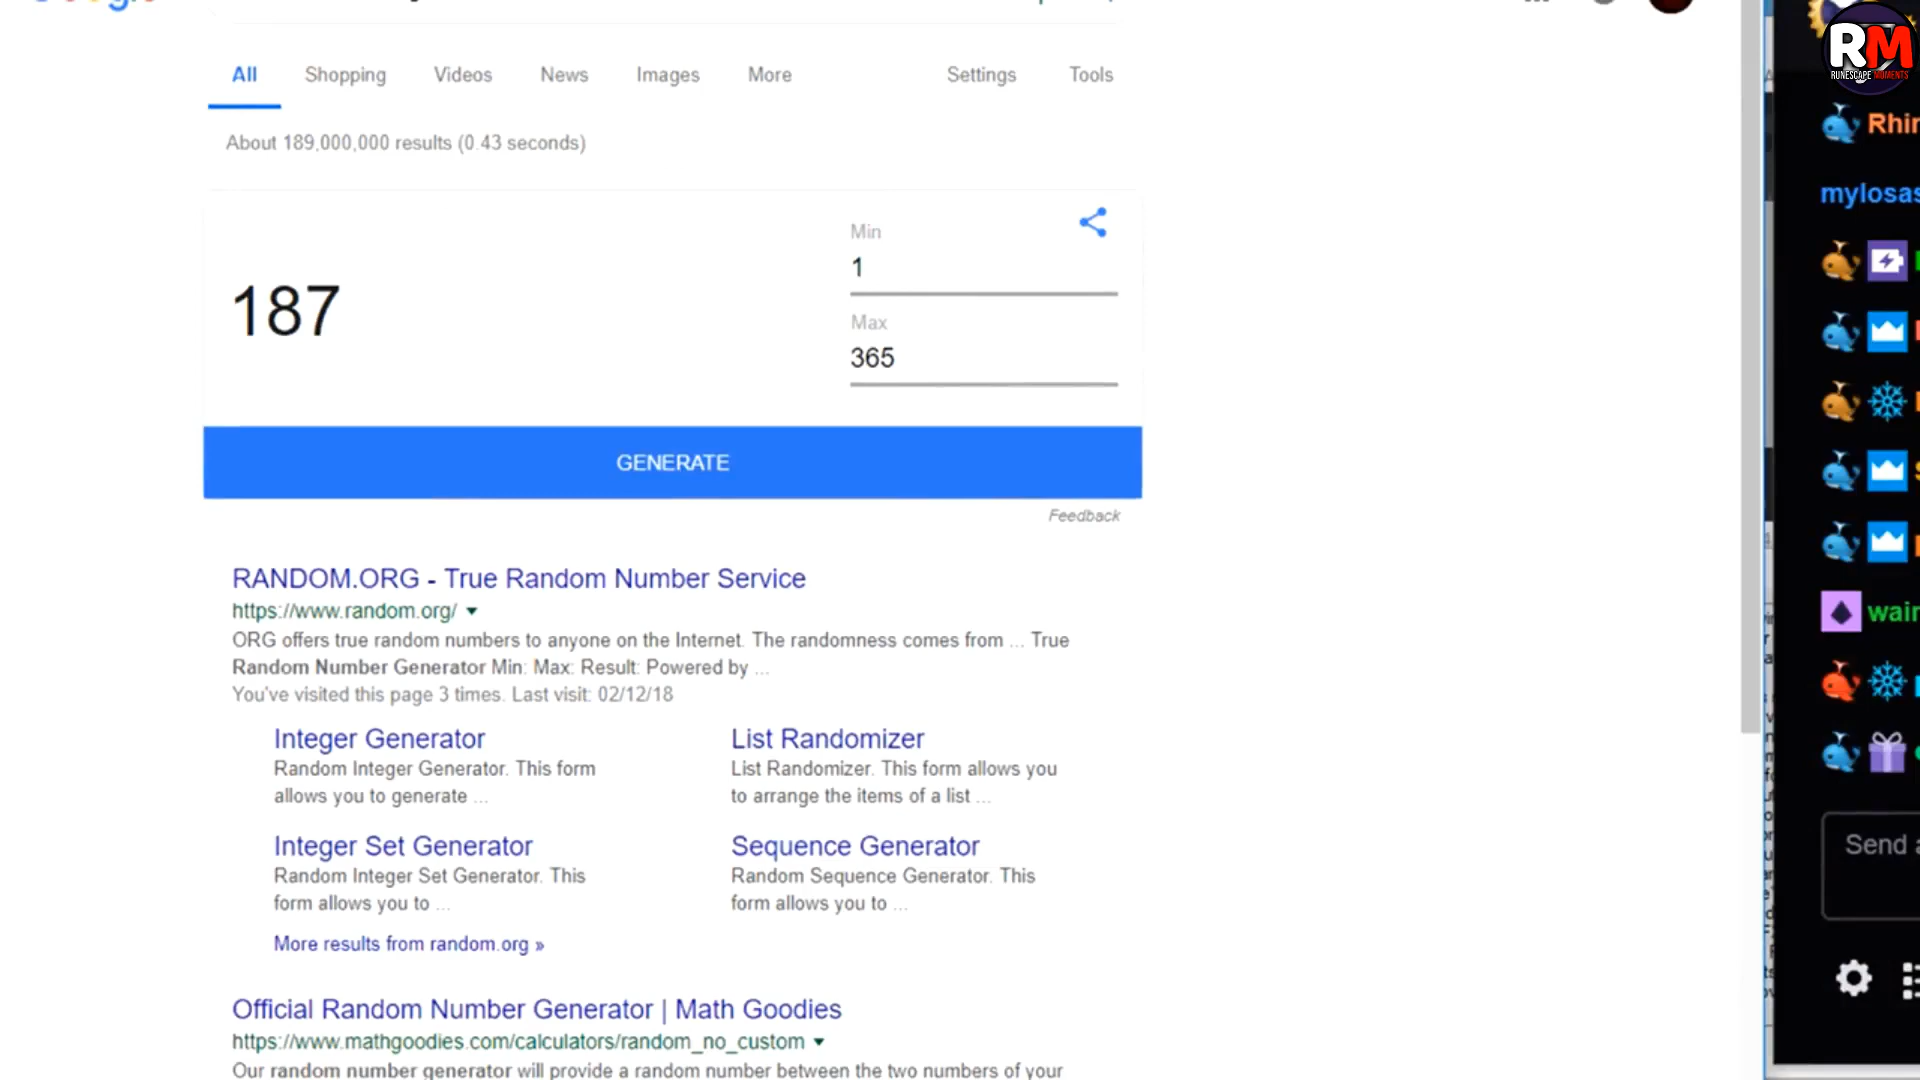 All Shopping Videos News Images More Settings Tools
About 189,000,000 results (0.43 seconds)
187
Min
1
Max
365
GENERATE
Feedback
RANDOM.ORG - True Random Number Service
https://www.random.org/
ORG offers true random numbers to anyone on the Internet. The randomness comes from ... True
Random Number Generator Min: Max: Result: Powered by ...
You've visited this page 3 times. Last visit: 02/12/18
Integer Generator
Random Integer Generator. This form
allows you to generate ...
List Randomizer
List Randomizer. This form allows you
to arrange the items of a list ...
Integer Set Generator
Random Integer Set Generator. This
form allows you to ...
Sequence Generator
Random Sequence Generator. This
form allows you to ...
More results from random.org »
Official Random Number Generator | Math Goodies
https://www.mathgoodies.com/calculators/random_no_custom
Our random number generator will provide a random number between the two numbers of your
RM
RUNESCAPE MOMENTS
Rhir
mylosas
wair
Send a